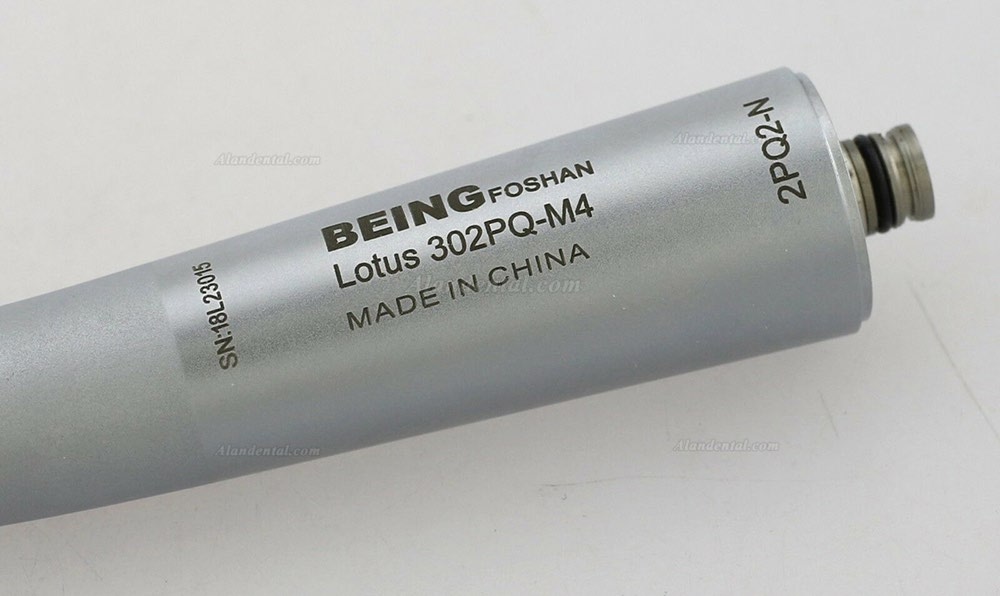 BEING FOSHAN
Lotus 302PQ-M4
MADE IN CHINA
SN:18L23015
2PQ2-N
Alandental.com
Alandental.com
Alandental.com
Alandental.com
Alandental.com